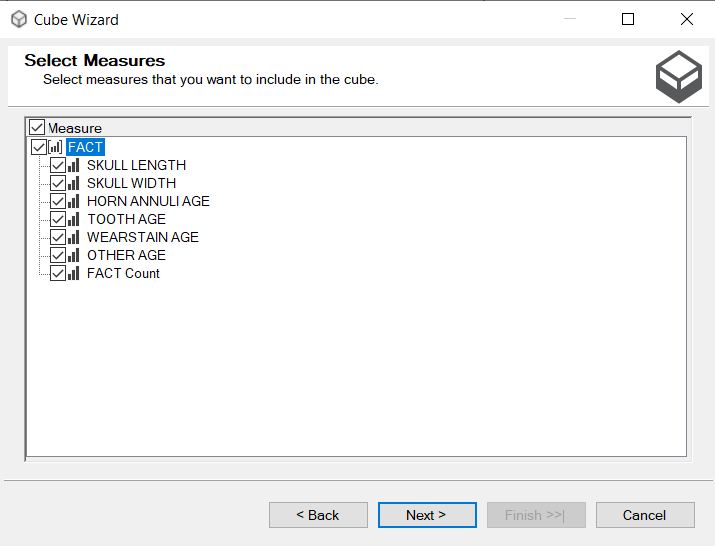 Cube Wizard
Select Measures
Select measures that you want to include in the cube.
Measure
FACT
SKULL LENGTH
SKULL WIDTH
HORN ANNULI AGE
TOOTH AGE
WEARSTAIN AGE
OTHER AGE
FACT Count
< Back Next > Finish >>| Cancel